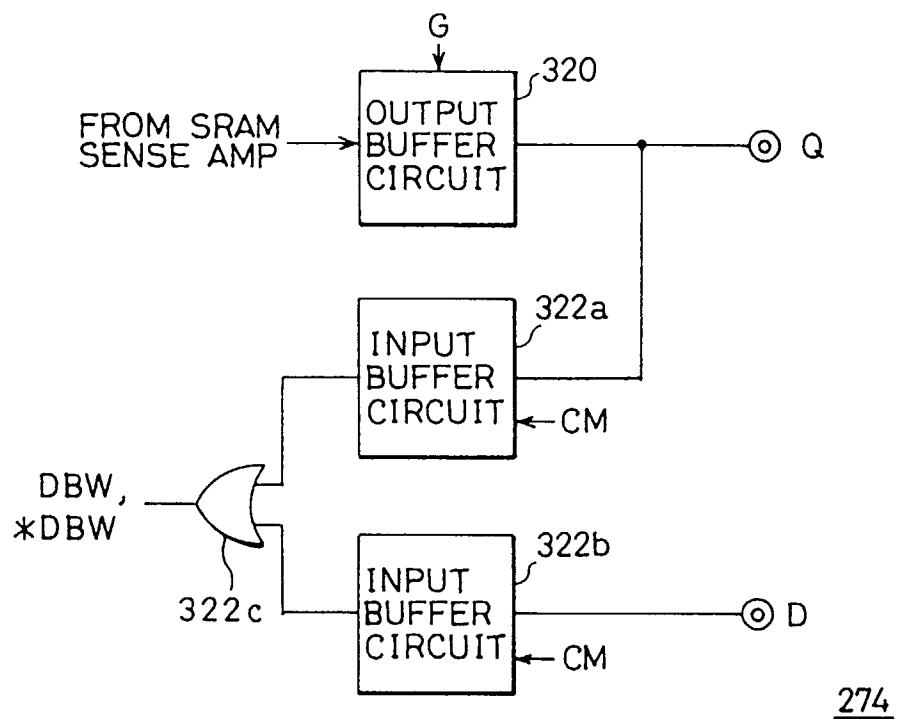 G
320
FROM SRAM
SENSE AMP
OUTPUT
BUFFER
CIRCUIT
Q
322a
INPUT
BUFFER
CIRCUIT
CM
DBW,
*DBW
322c
322b
INPUT
BUFFER
CIRCUIT
D
CM
274